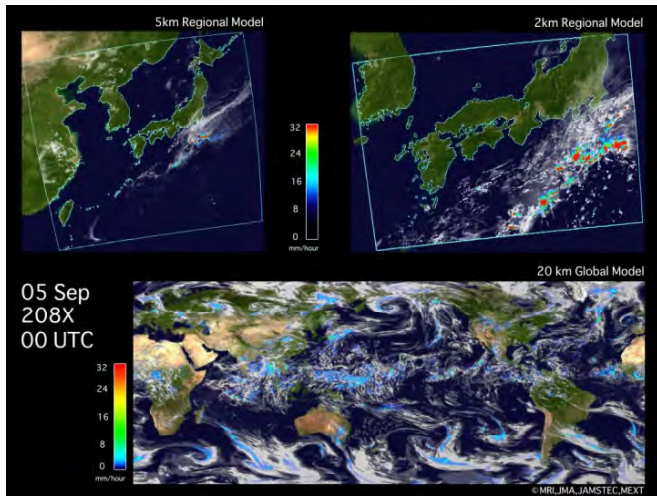 5km Regional Model
2km Regional Model
32
24
16
8
0
mm/hour
20 km Global Model
05 Sep
208X
00 UTC
32
24
16
8
0
mm/hour
©MRI,JMA,JAMSTEC,MEXT